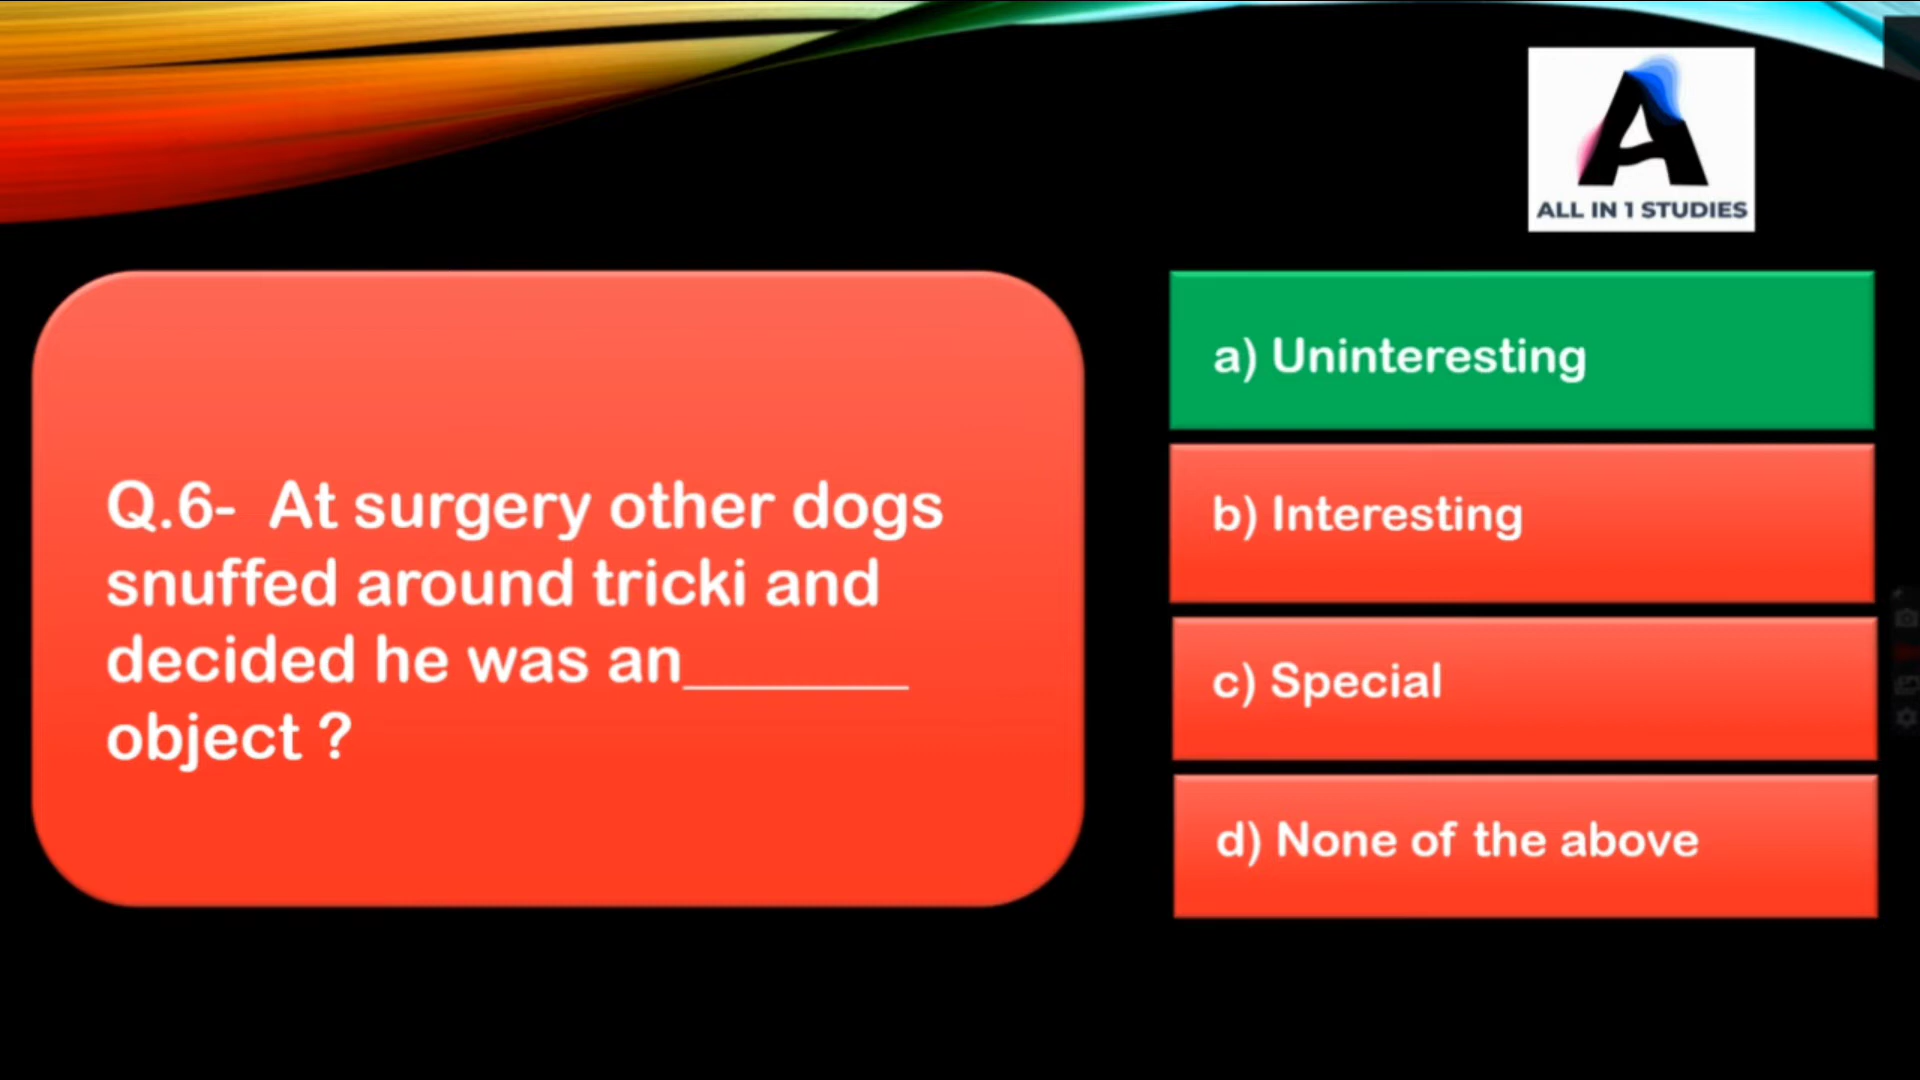 ALL IN 1 STUDIES
Q.6- At surgery other dogs
snuffed around tricki and
decided he was an_______
object ?
a) Uninteresting
b) Interesting
c) Special
d) None of the above